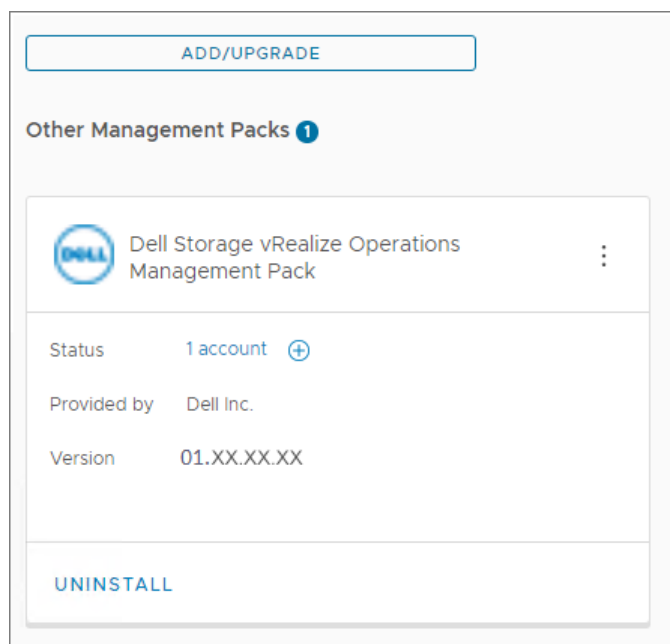 ADD/UPGRADE
Other Management Packs 1
DELL
Dell Storage vRealize Operations
Management Pack
Status 1 account
Provided by Dell Inc.
Version 01.XX.XX.XX
UNINSTALL